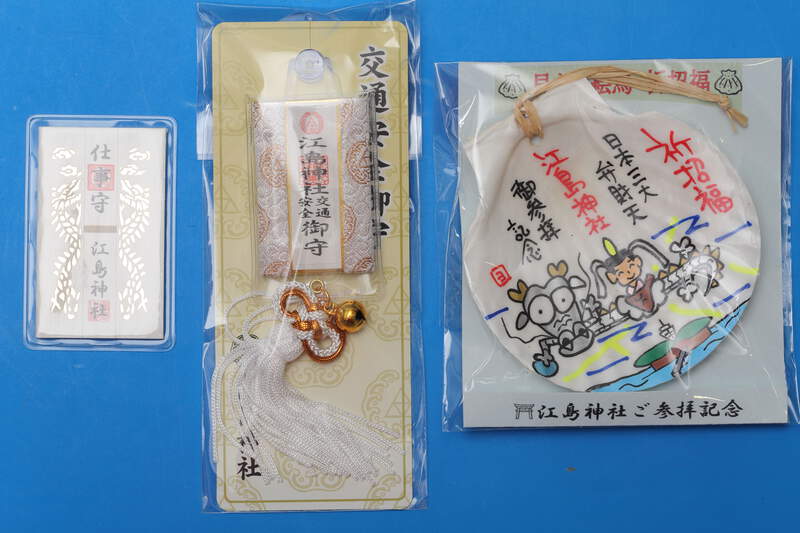 仕事守
江島神社
交通安全御守
江島神社
交通
安全
御守
神社
祈招福
日本三大
弁財天
江島神社
御参拝
記念
江島神社ご参拝記念